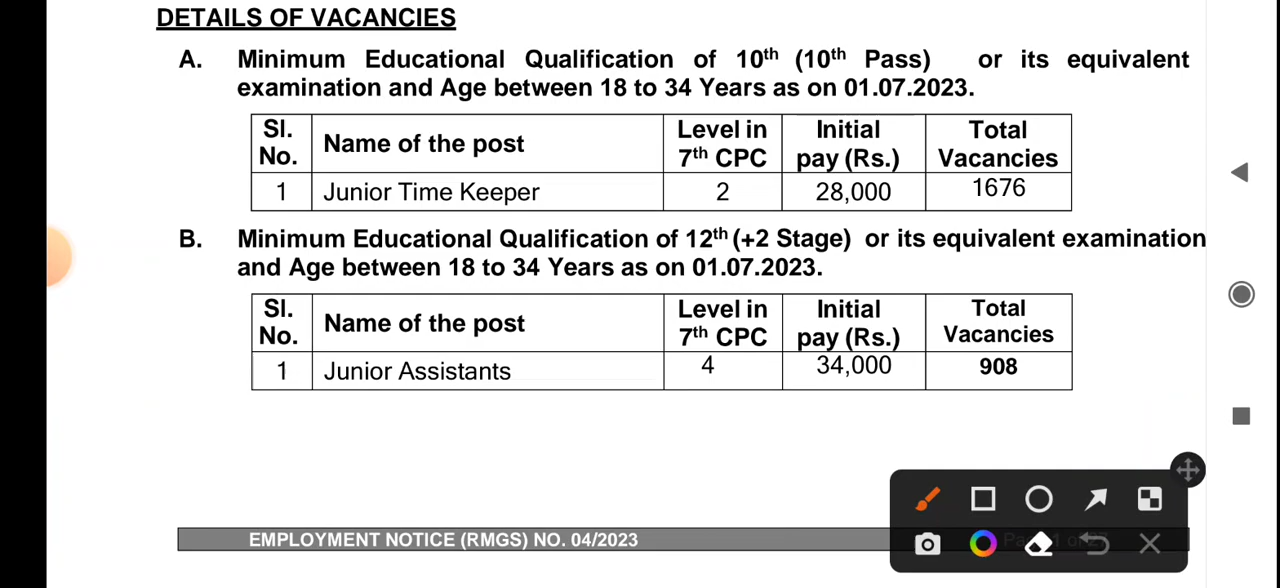 DETAILS OF VACANCIES
A. Minimum Educational Qualification of 10th (10th Pass) or its equivalent
examination and Age between 18 to 34 Years as on 01.07.2023.
Sl. No. Name of the post Level in 7th CPC Initial pay (Rs.) Total Vacancies
1 Junior Time Keeper 2 28,000 1676
B. Minimum Educational Qualification of 12th (+2 Stage) or its equivalent examination
and Age between 18 to 34 Years as on 01.07.2023.
Sl. No. Name of the post Level in 7th CPC Initial pay (Rs.) Total Vacancies
1 Junior Assistants 4 34,000 908
EMPLOYMENT NOTICE (RMGS) NO. 04/2023